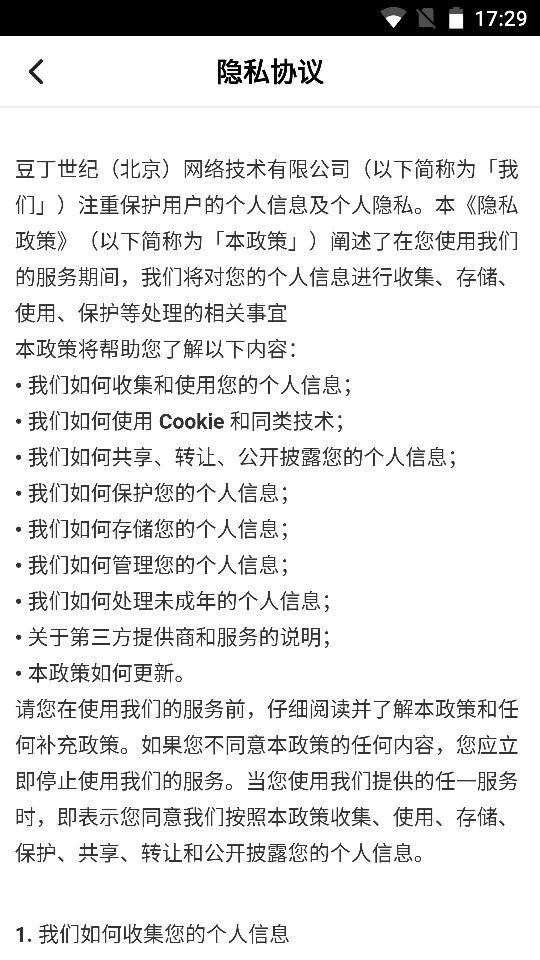 17:29
隐私协议
豆丁世纪（北京）网络技术有限公司（以下简称为「我
们」）注重保护用户的个人信息及个人隐私。本《隐私
政策》（以下简称为「本政策」）阐述了在您使用我们
的服务期间，我们将对您的个人信息进行收集、存储、
使用、保护等处理的相关事宜
本政策将帮助您了解以下内容：
• 我们如何收集和使用您的个人信息；
• 我们如何使用 Cookie 和同类技术；
• 我们如何共享、转让、公开披露您的个人信息；
• 我们如何保护您的个人信息；
• 我们如何存储您的个人信息；
• 我们如何管理您的个人信息；
• 我们如何处理未成年的个人信息；
• 关于第三方提供商和服务的说明；
• 本政策如何更新。
请您在使用我们的服务前，仔细阅读并了解本政策和任
何补充政策。如果您不同意本政策的任何内容，您应立
即停止使用我们的服务。当您使用我们提供的任一服务
时，即表示您同意我们按照本政策收集、使用、存储、
保护、共享、转让和公开披露您的个人信息。
1. 我们如何收集您的个人信息